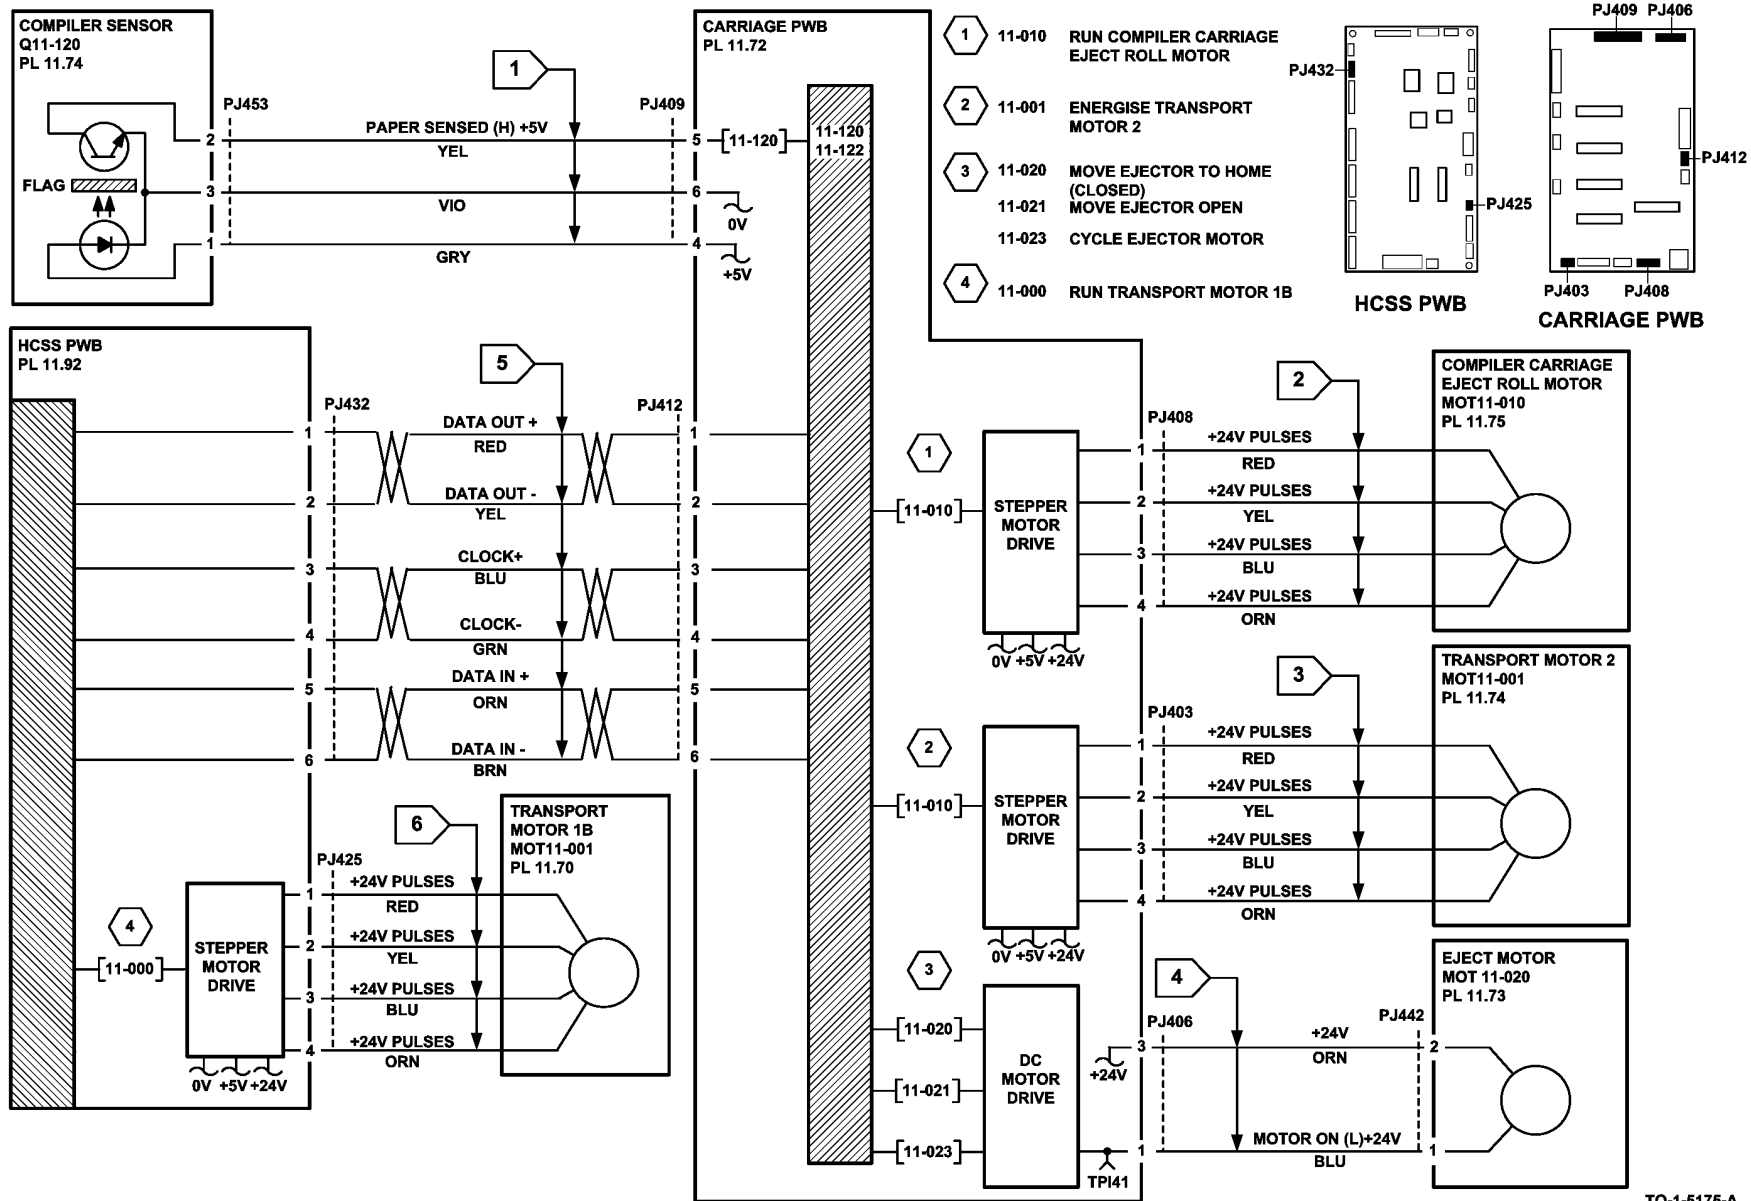 COMPILER SENSOR
Q11-120
PL 11.74
FLAG
2
3
1
PJ453
1
PAPER SENSED (H) +5V
YEL
VIO
GRY
PJ409
5
6
4
[11-120]
0V
+5V
CARRIAGE PWB
PL 11.72
11-120
11-122
1 11-010 RUN COMPILER CARRIAGE
EJECT ROLL MOTOR
2 11-001 ENERGISE TRANSPORT
MOTOR 2
3 11-020 MOVE EJECTOR TO HOME
(CLOSED)
11-021 MOVE EJECTOR OPEN
11-023 CYCLE EJECTOR MOTOR
4 11-000 RUN TRANSPORT MOTOR 1B
PJ432
PJ425
HCSS PWB
PJ409 PJ406
PJ412
PJ403 PJ408
CARRIAGE PWB
HCSS PWB
PL 11.92
PJ432
5
PJ412
1 DATA OUT + 1
RED
2 DATA OUT - 2
YEL
3 CLOCK+ 3
BLU
4 CLOCK- 4
GRN
5 DATA IN + 5
ORN
6 DATA IN - 6
BRN
4
[11-000]
STEPPER
MOTOR
DRIVE
0V +5V +24V
PJ425
6
1 +24V PULSES
RED
2 +24V PULSES
YEL
3 +24V PULSES
BLU
4 +24V PULSES
ORN
TRANSPORT
MOTOR 1B
MOT11-001
PL 11.70
1
[11-010]
STEPPER
MOTOR
DRIVE
0V +5V +24V
PJ408
2
1 +24V PULSES
RED
2 +24V PULSES
YEL
3 +24V PULSES
BLU
4 +24V PULSES
ORN
COMPILER CARRIAGE
EJECT ROLL MOTOR
MOT11-010
PL 11.75
2
[11-010]
STEPPER
MOTOR
DRIVE
0V +5V +24V
PJ403
3
1 +24V PULSES
RED
2 +24V PULSES
YEL
3 +24V PULSES
BLU
4 +24V PULSES
ORN
TRANSPORT MOTOR 2
MOT11-001
PL 11.74
3
[11-020]
[11-021]
[11-023]
DC
MOTOR
DRIVE
+24V
TPI41
PJ406
4
PJ442
3 +24V 2
ORN
1 MOTOR ON (L)+24V 1
BLU
EJECT MOTOR
MOT 11-020
PL 11.73
TO-1-5175-A